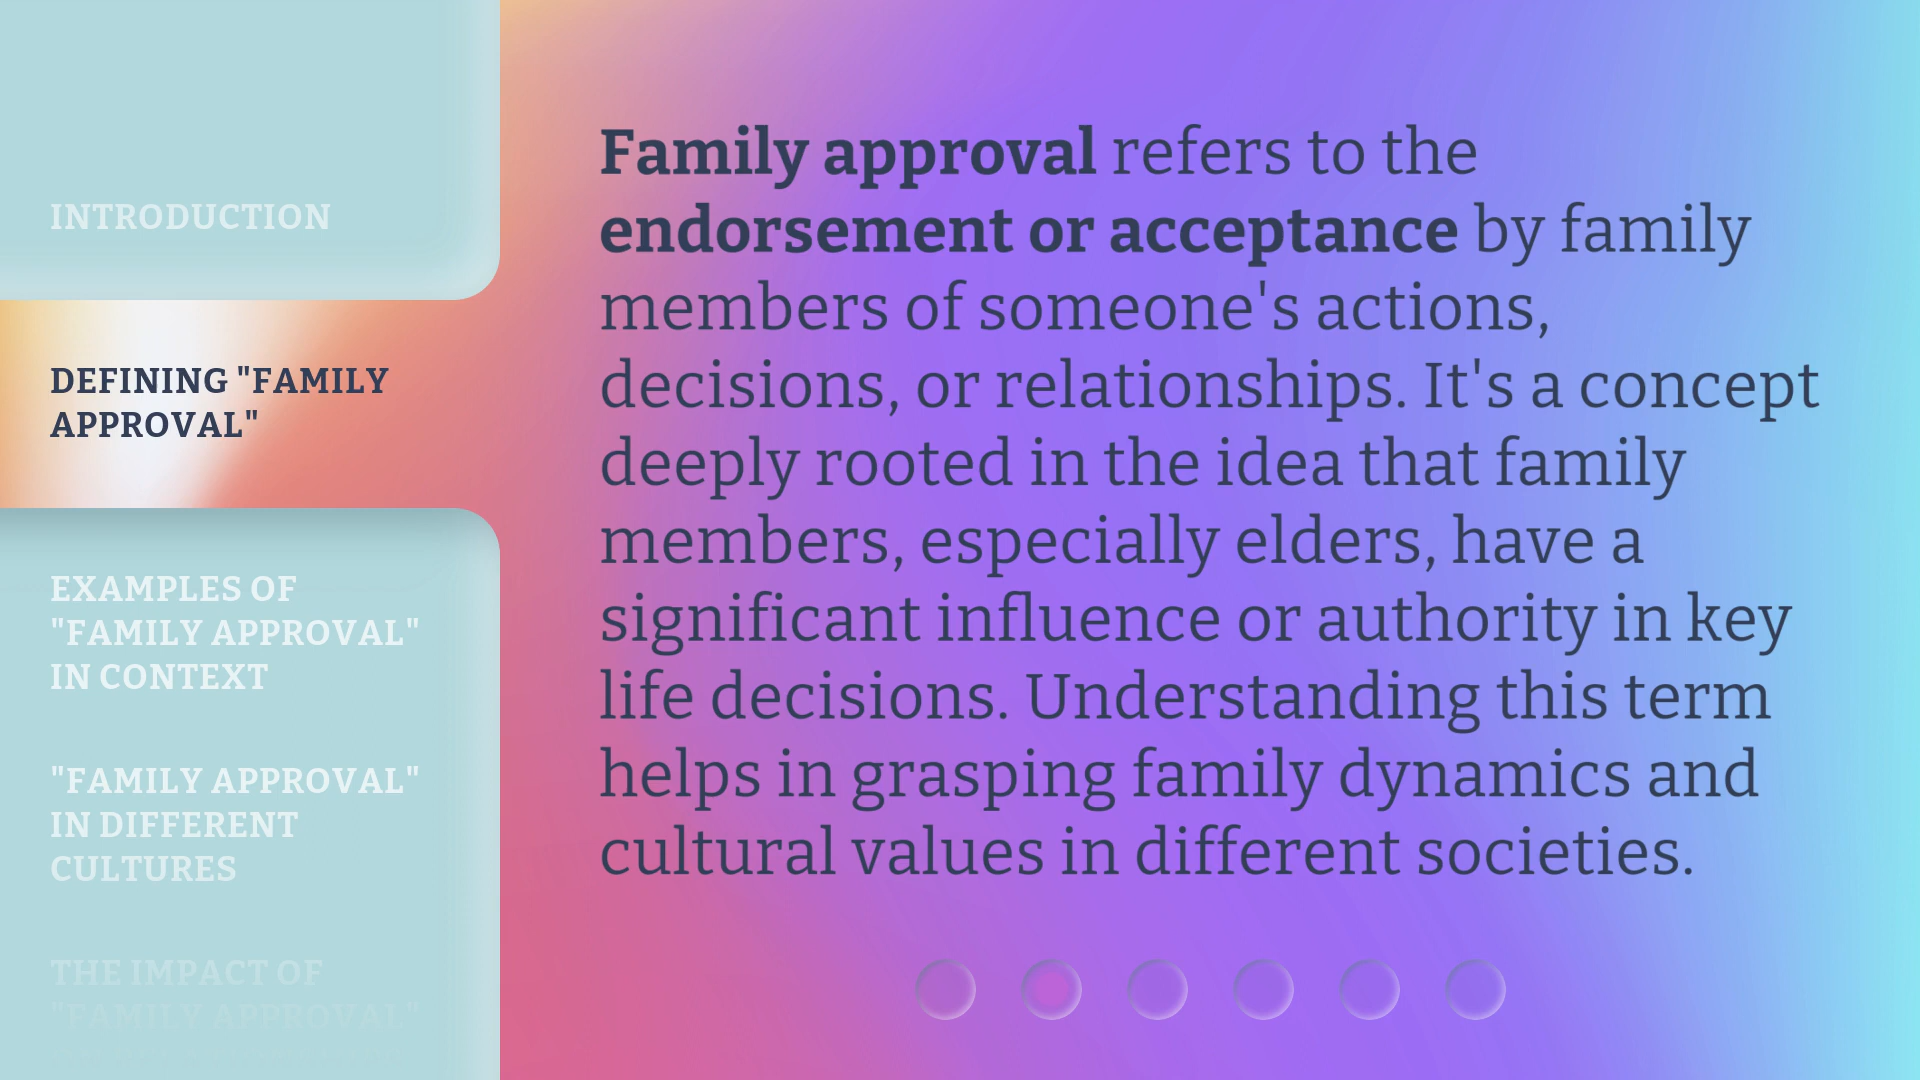 INTRODUCTION
DEFINING "FAMILY
APPROVAL"
EXAMPLES OF
"FAMILY APPROVAL"
IN CONTEXT
"FAMILY APPROVAL"
IN DIFFERENT
CULTURES
THE IMPACT OF
"FAMILY APPROVAL"
Family approval refers to the
endorsement or acceptance by family
members of someone's actions,
decisions, or relationships. It's a concept
deeply rooted in the idea that family
members, especially elders, have a
significant influence or authority in key
life decisions. Understanding this term
helps in grasping family dynamics and
cultural values in different societies.